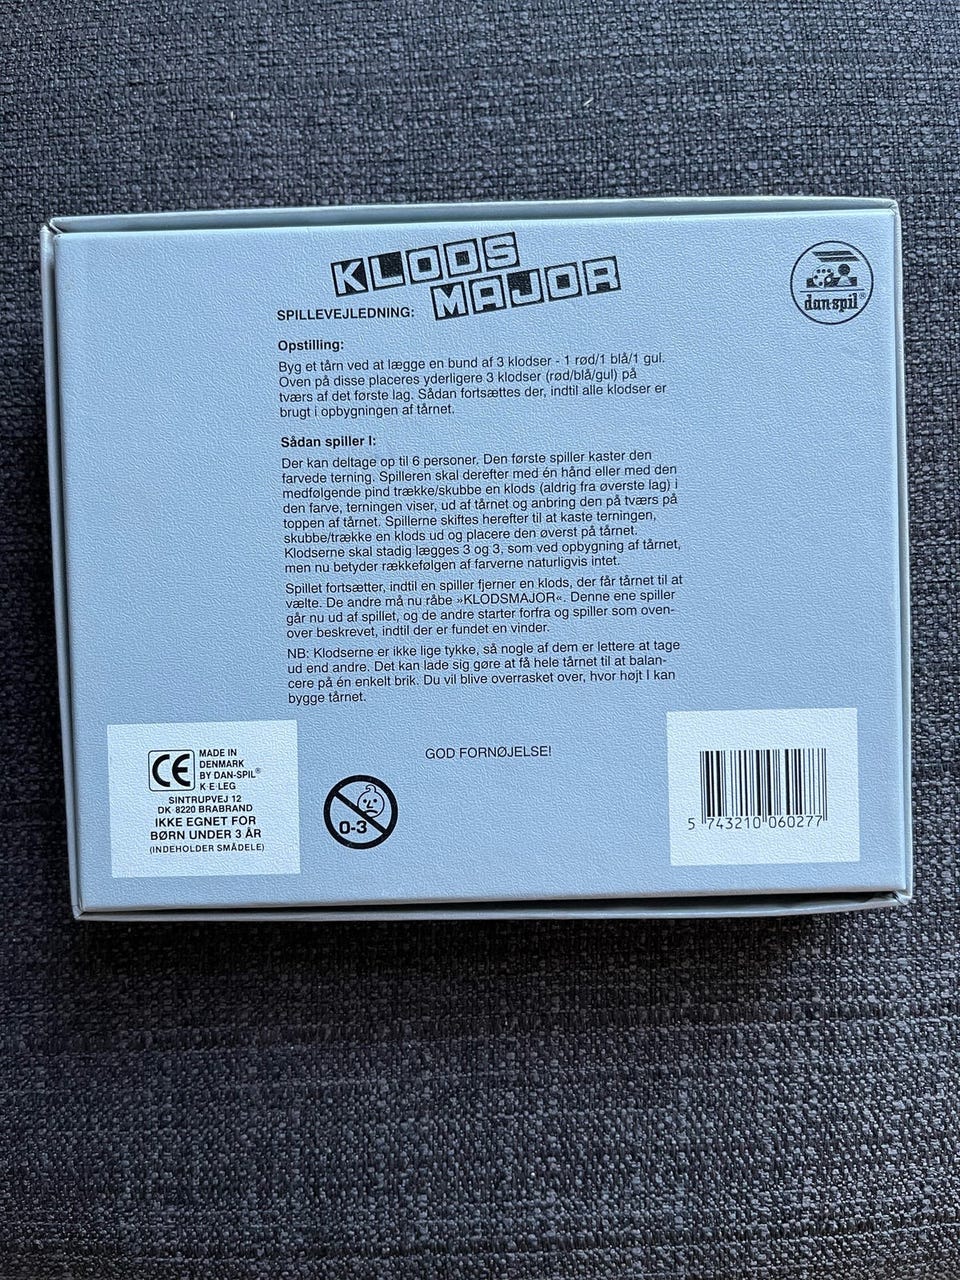 KLODS
MAJOR
SPILLEVEJLEDNING:
dan-spil®
Opstilling:
Byg et tårn ved at lægge en bund af 3 klodser - 1 rød/1 blå/1 gul.
Oven på disse placeres yderligere 3 klodser (rød/blå/gul) på
tværs af det første lag. Sådan fortsættes der, indtil alle klodser er
brugt i opbygningen af tårnet.
Sådan spiller I:
Der kan deltage op til 6 personer. Den første spiller kaster den
farvede terning. Spilleren skal derefter med én hånd eller med den
medfølgende pind trække/skubbe en klods (aldrig fra øverste lag) i
den farve, terningen viser, ud af tårnet og anbring den på tværs på
toppen af tårnet. Spillerne skiftes herefter til at kaste terningen,
skubbe/trække en klods ud og placere den øverst på tårnet.
Klodserne skal stadig lægges 3 og 3, som ved opbygning af tårnet,
men nu betyder rækkefølgen af farverne naturligvis intet.
Spillet fortsætter, indtil en spiller fjerner en klods, der får tårnet til at
vælte. De andre må nu råbe »KLODSMAJOR«. Denne ene spiller
går nu ud af spillet, og de andre starter forfra og spiller som oven-
over beskrevet, indtil der er fundet en vinder.
NB: Klodserne er ikke lige tykke, så nogle af dem er lettere at tage
ud end andre. Det kan lade sig gøre at få hele tårnet til at balan-
cere på én enkelt brik. Du vil blive overrasket over, hvor højt I kan
bygge tårnet.
GOD FORNØJELSE!
CE
MADE IN
DENMARK
BY DAN-SPIL®
K·E·LEG
SINTRUPVEJ 12
DK-8220 BRABRAND
IKKE EGNET FOR
BØRN UNDER 3 ÅR
(INDEHOLDER SMÅDELE)
0-3
5 743210 060277